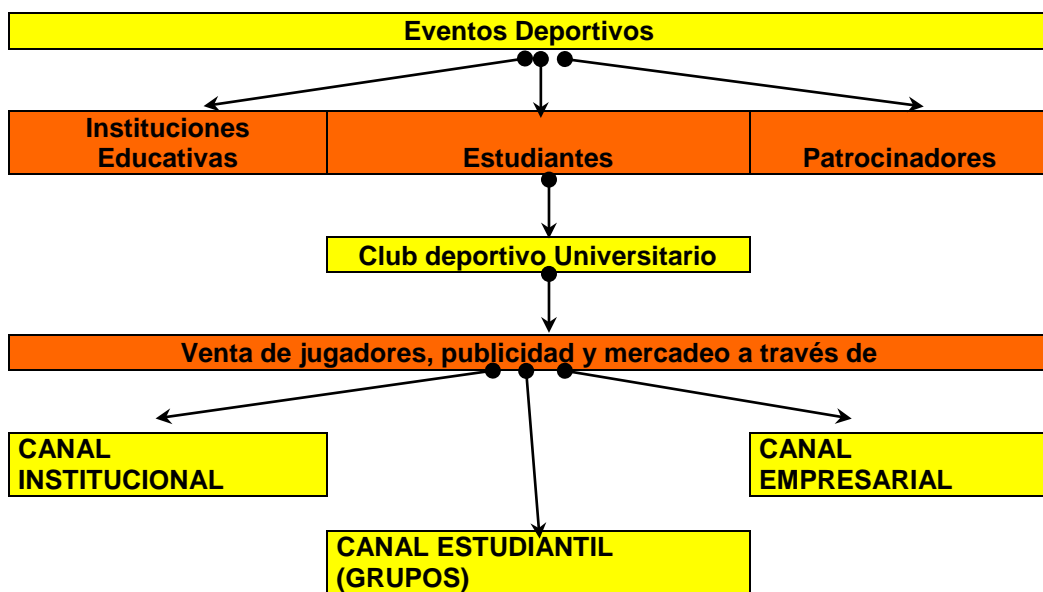 Eventos Deportivos
Instituciones
Educativas
Estudiantes
Patrocinadores
Club deportivo Universitario
Venta de jugadores, publicidad y mercadeo a través de
CANAL
INSTITUCIONAL
CANAL
EMPRESARIAL
CANAL ESTUDIANTIL
(GRUPOS)